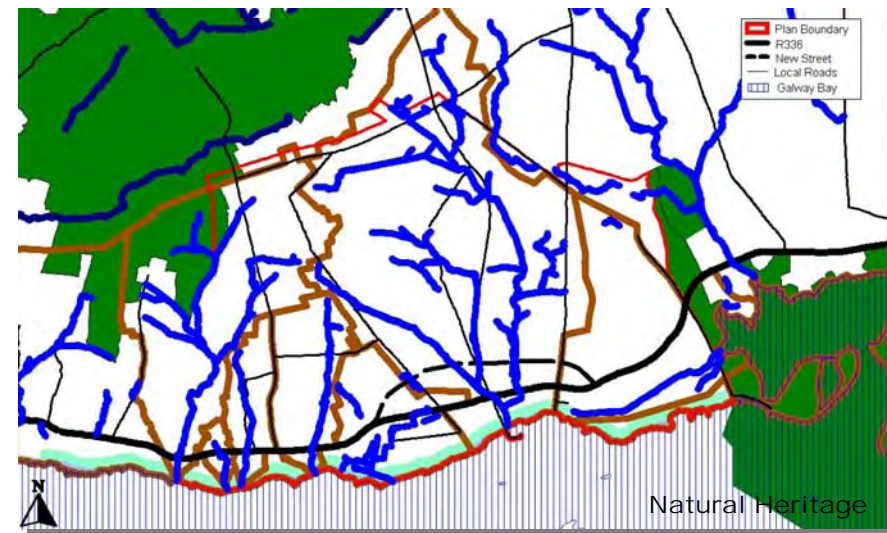 Plan Boundary
R336
New Street
Local Roads
Galway Bay
N
Natural Heritage